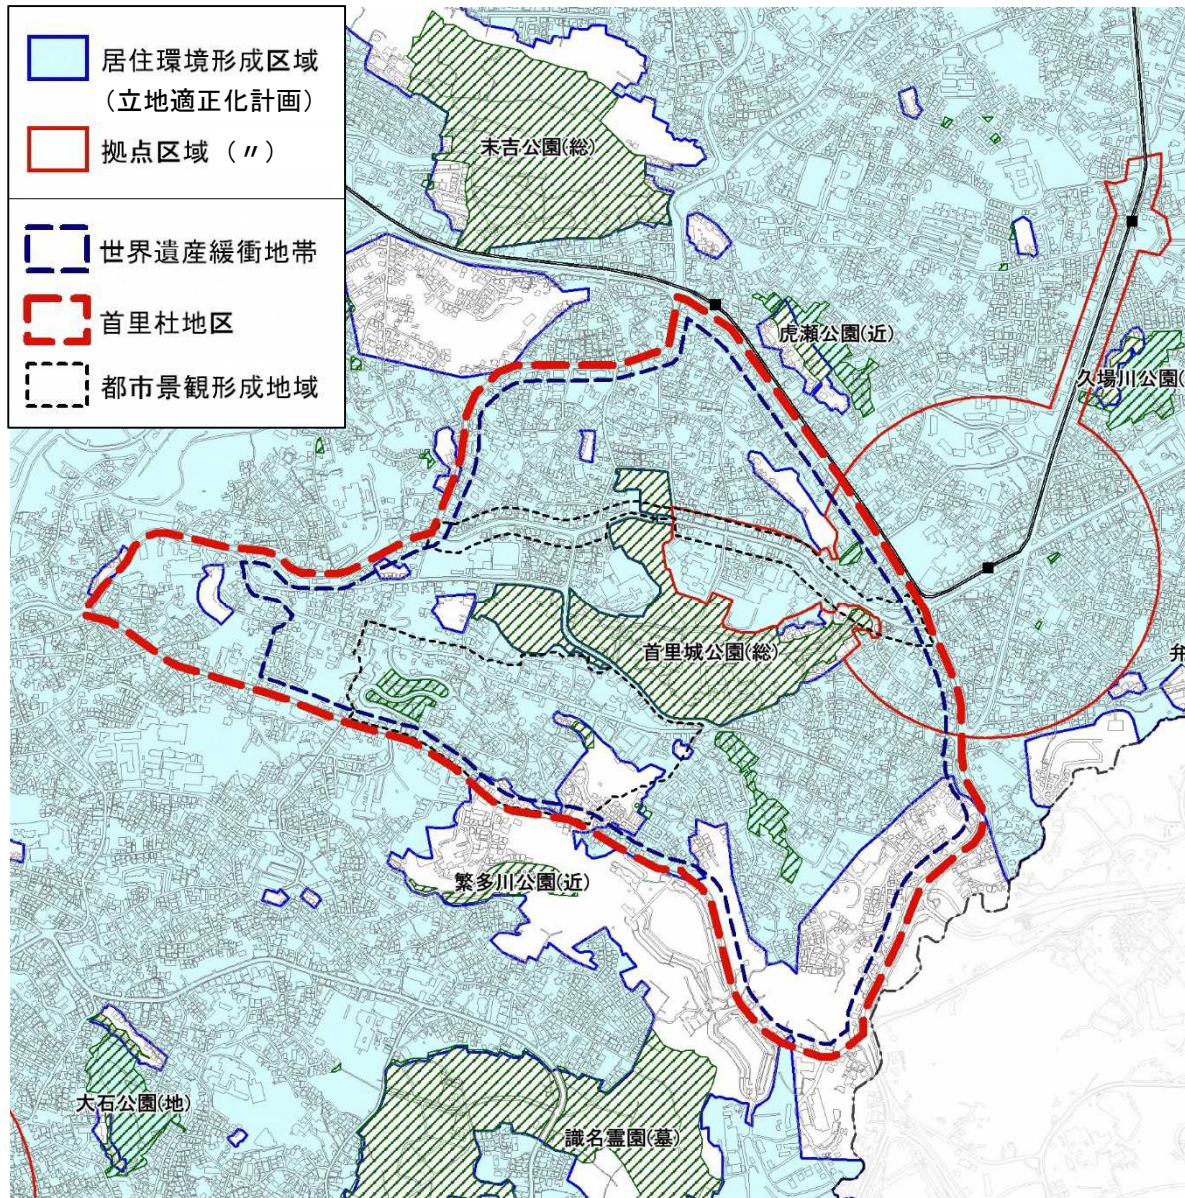 居住環境形成区域
（立地適正化計画）
拠点区域（〃）
世界遺産緩衝地帯
首里杜地区
都市景観形成地域
末吉公園(総)
虎瀬公園(近)
久場川公園(
首里城公園(総)
弁
繁多川公園(近)
大石公園(地)
識名霊園(墓)